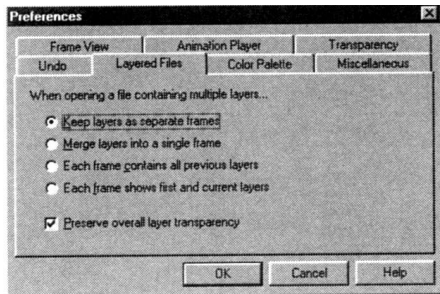 Preferences
Frame View Animation Player Transparency
Undo Layered Files Color Palette Miscellaneous
When opening a file containing multiple layers...
Keep layers as separate frames
Merge layers into a single frame
Each frame contains all previous layers
Each frame shows first and current layers
Preserve overall layer transparency
OK Cancel Help